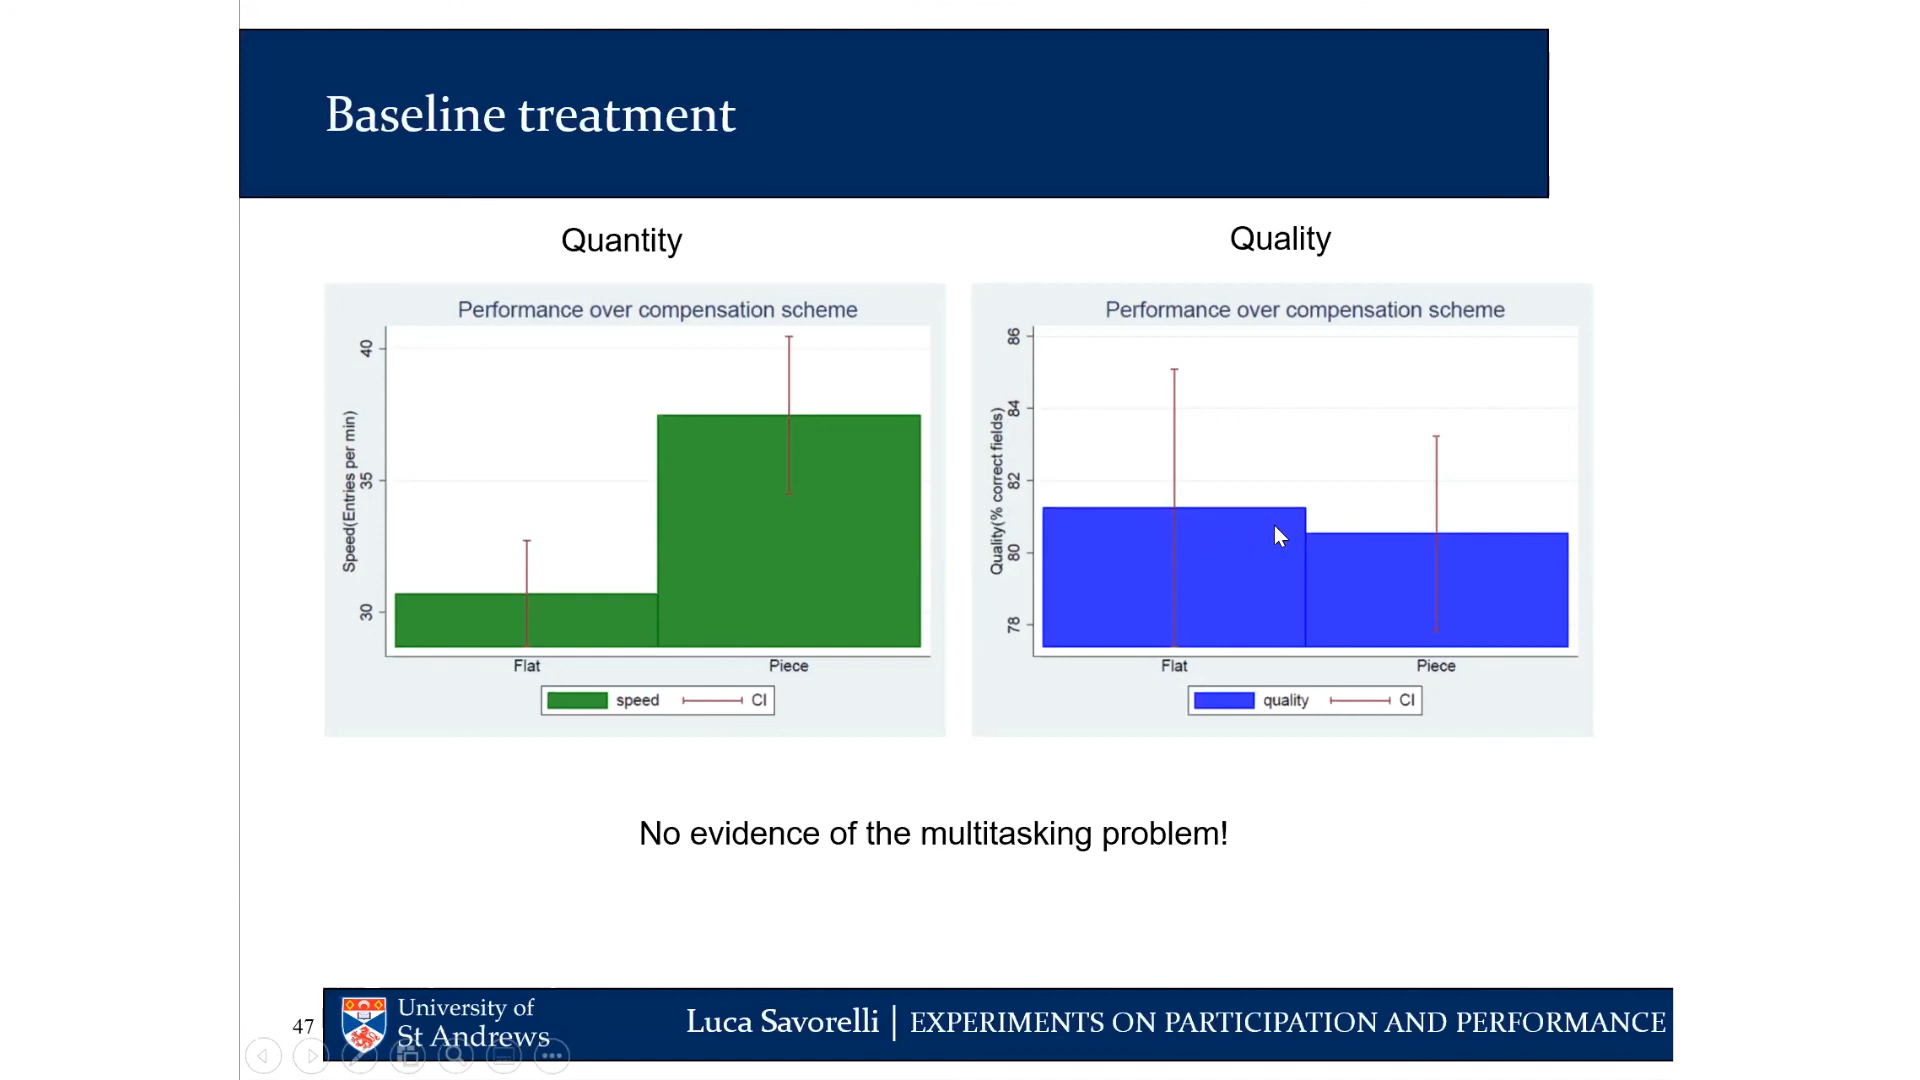 Baseline treatment
Quantity
Quality
Performance over compensation scheme
Speed(Entries per min)
40
35
30
Flat
Piece
speed
CI
Performance over compensation scheme
Quality(% correct fields)
86
84
82
80
78
Flat
Piece
quality
CI
No evidence of the multitasking problem!
47
University of
St Andrews
Luca Savorelli | EXPERIMENTS ON PARTICIPATION AND PERFORMANCE